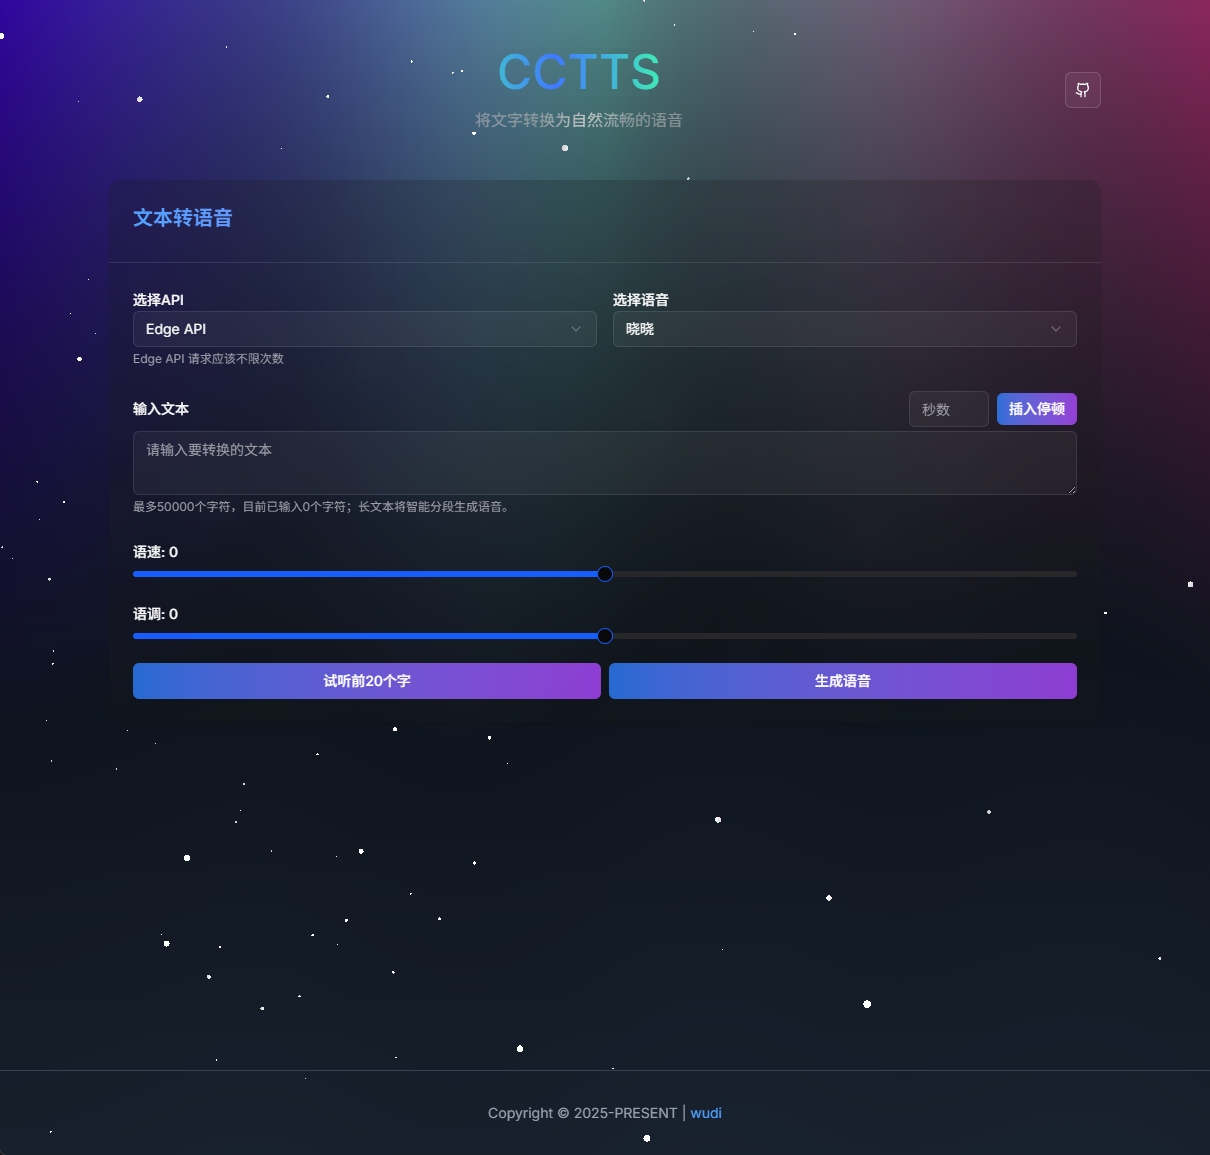 CCTTS
将文字转换为自然流畅的语音
文本转语音
选择API
Edge API
Edge API 请求应该不限次数
选择语音
晓晓
输入文本
秒数
插入停顿
请输入要转换的文本
最多50000个字符，目前已输入0个字符；长文本将智能分段生成语音。
语速: 0
语调: 0
试听前20个字
生成语音
Copyright © 2025-PRESENT | wudi